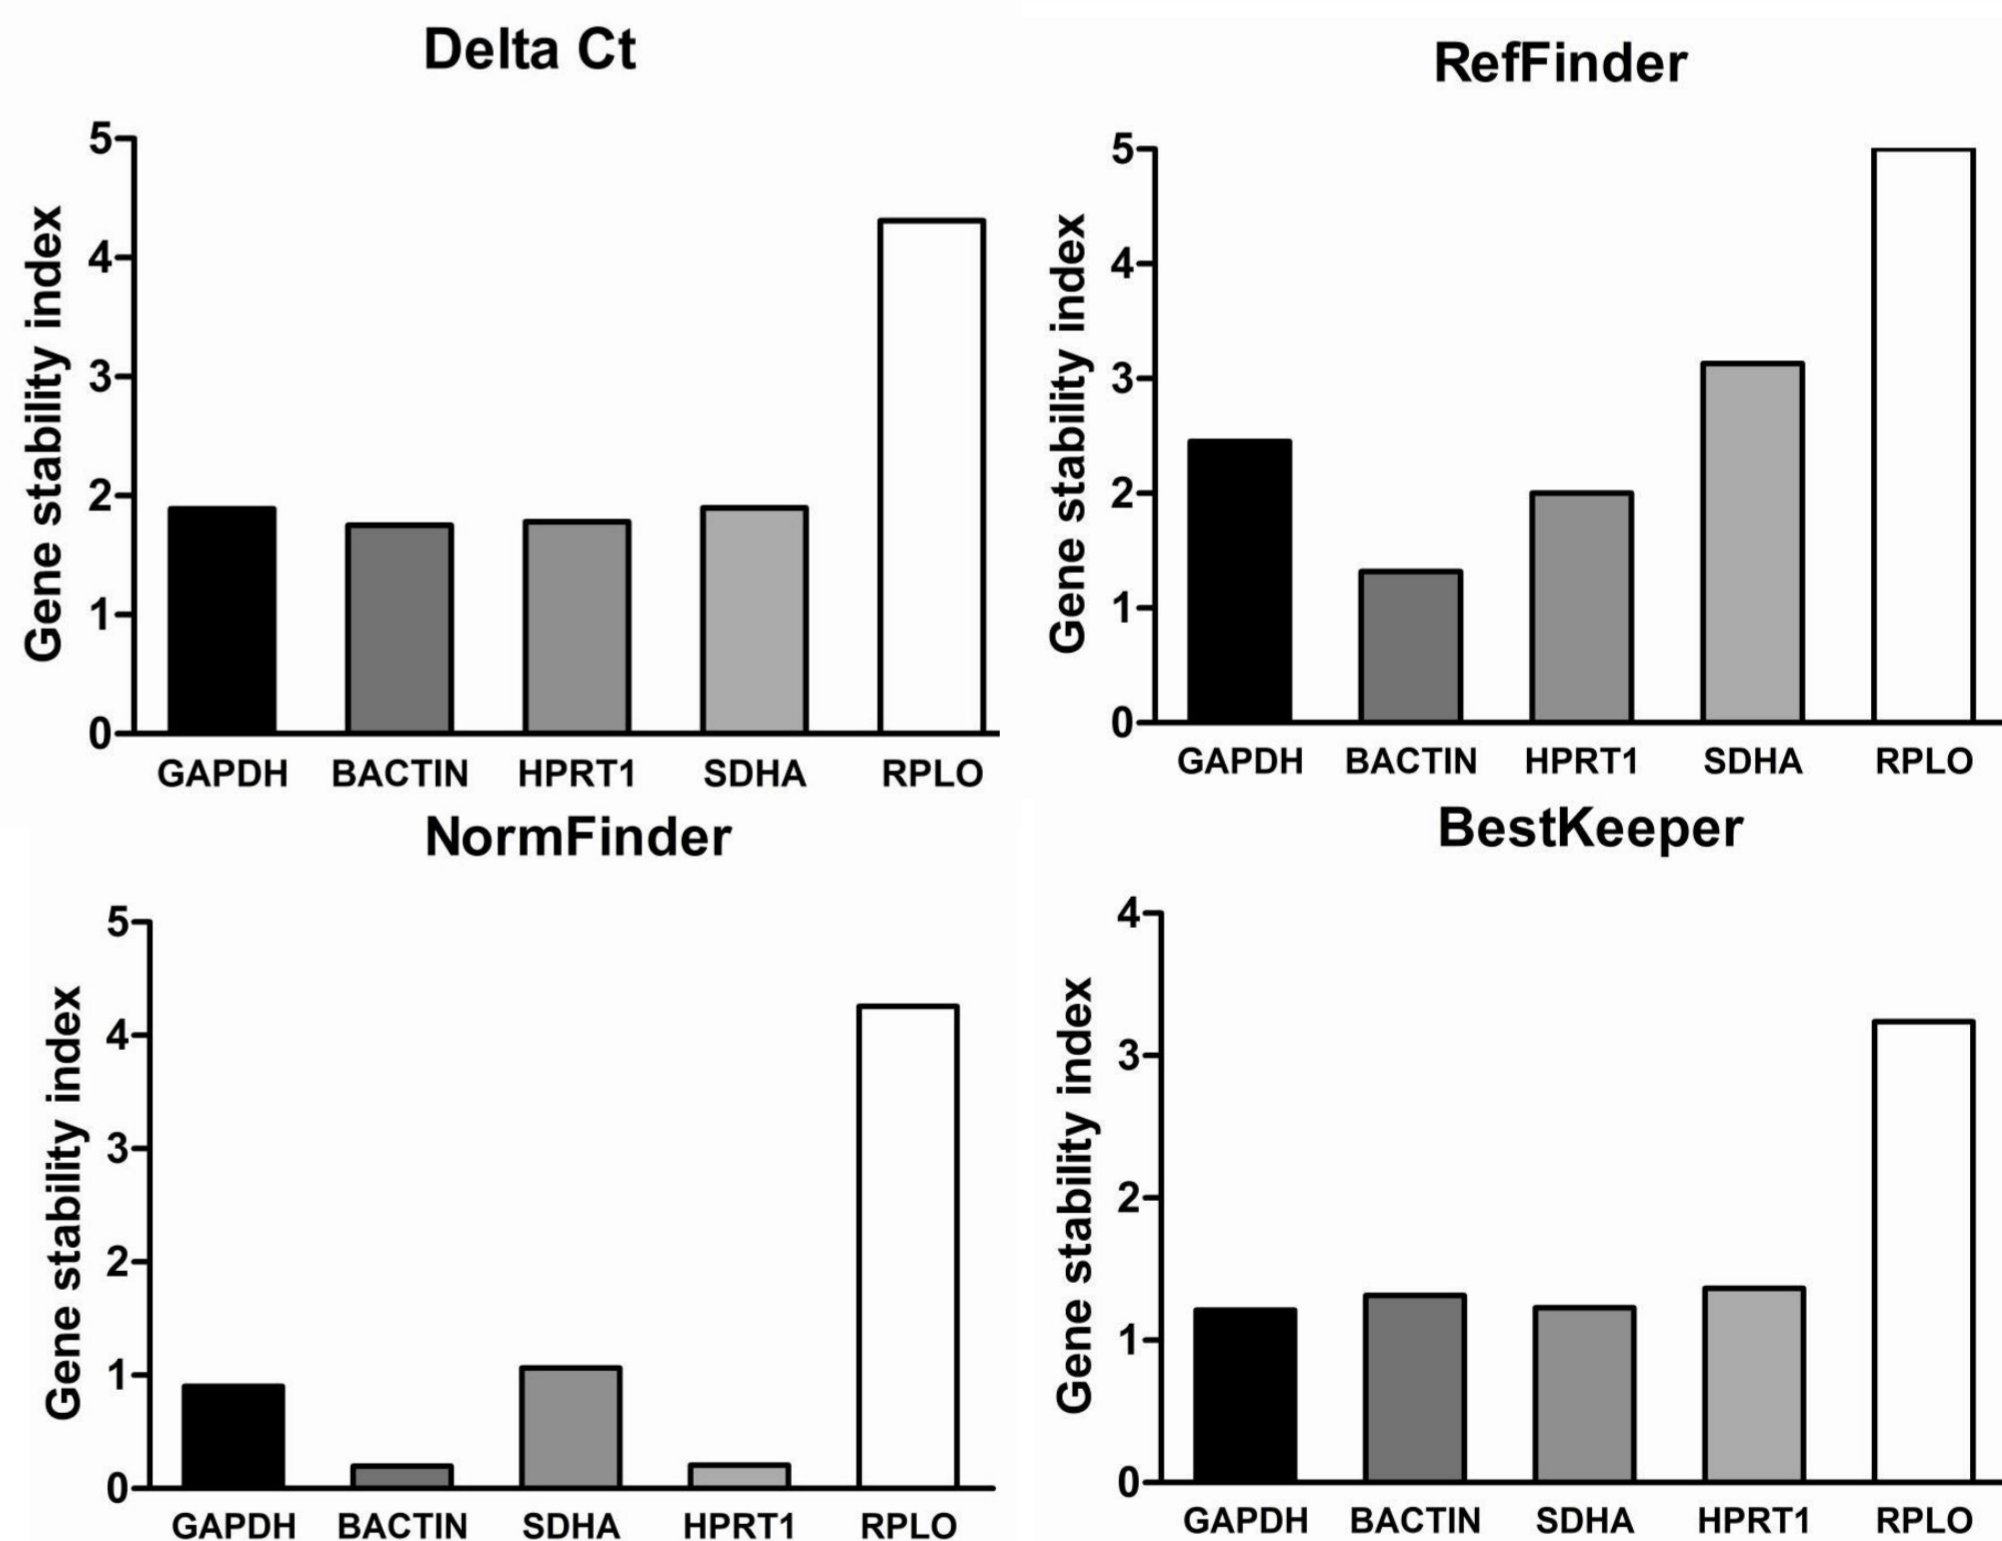 Delta Ct
Gene stability index
5
4
3
2
1
0
GAPDH BACTIN HPRT1 SDHA RPLO
RefFinder
Gene stability index
5
4
3
2
1
0
GAPDH BACTIN HPRT1 SDHA RPLO
NormFinder
Gene stability index
5
4
3
2
1
0
GAPDH BACTIN SDHA HPRT1 RPLO
BestKeeper
Gene stability index
4
3
2
1
0
GAPDH BACTIN SDHA HPRT1 RPLO